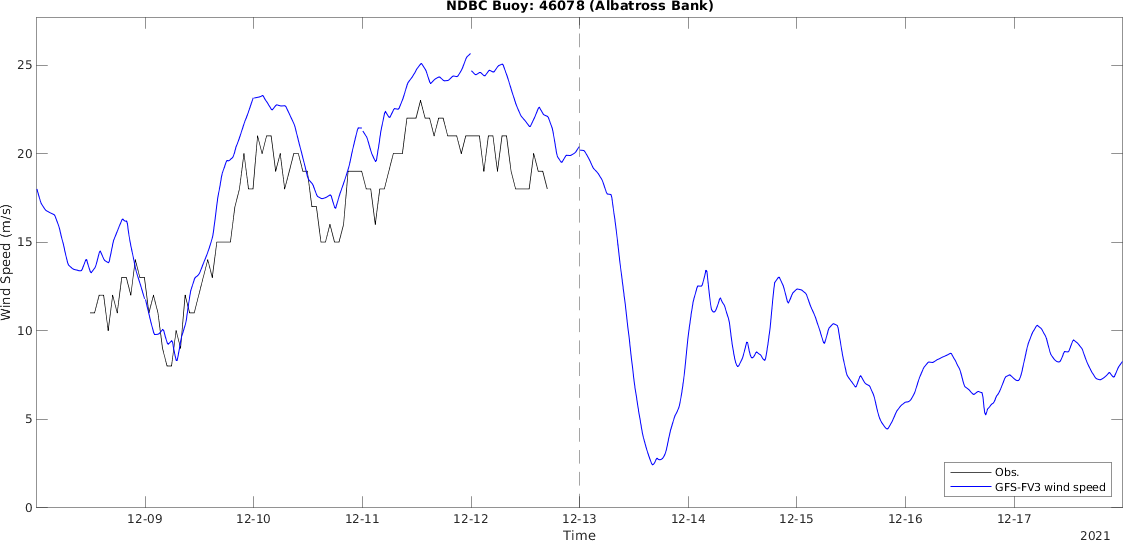 NDBC Buoy: 46078 (Albatross Bank)
25
20
15
10
5
0
Wind Speed (m/s)
12-09 12-10 12-11 12-12 12-13 12-14 12-15 12-16 12-17
Time
2021
Obs.
GFS-FV3 wind speed